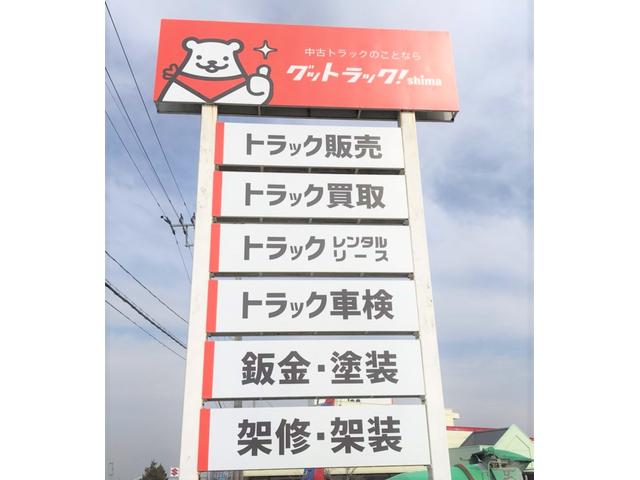 中古トラックのことなら
グットラック!shima
トラック販売
トラック買取
トラックレンタル
リース
トラック車検
鈑金・塗装
架修・架装